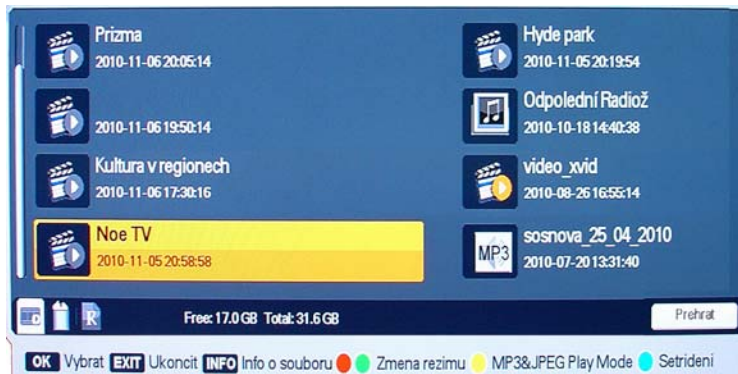 Prizma
2010-11-06 20:05:14
2010-11-06 19:50:14
Kultura v regionech
2010-11-06 17:30:16
Noe TV
2010-11-05 20:58:58
Hyde park
2010-11-05 20:19:54
Odpolední Radiož
2010-10-18 14:40:38
video_xvid
2010-08-26 16:55:14
MP3
sosnova_25_04_2010
2010-07-20 13:31:40
R
Free: 17.0 GB Total: 31.6 GB
Prehrat
OK Vybrat EXIT Ukoncit INFO Info o souboru Zmena rezimu MP3&JPEG Play Mode Setrideni